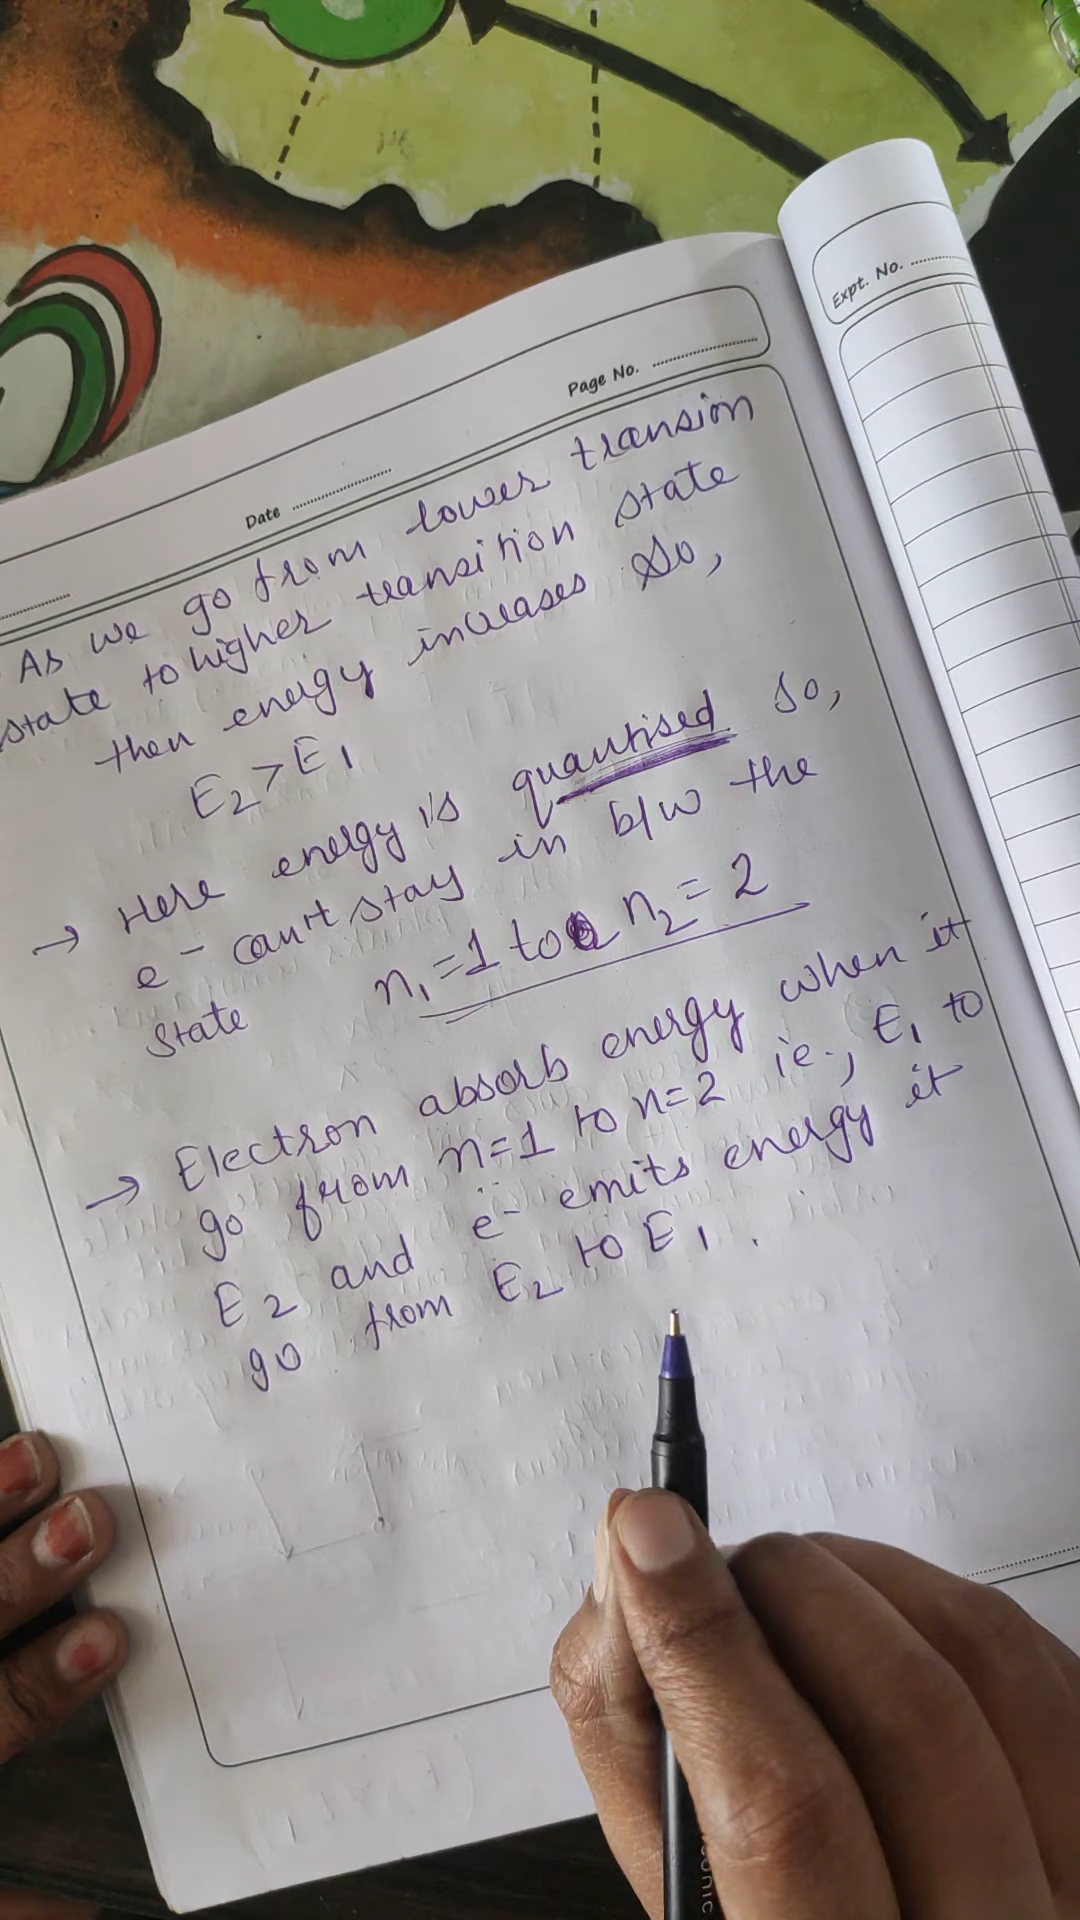 Expt. No.
Page No.
Date
As we go from lower transion
state to higher transition state
then energy increases So,
E2 > E1
→ Here energy is quantised So,
e- can't stay in b/w the
state n1 = 1 to n2 = 2
→ Electron absorb energy when it
go from n=1 to n=2 ie., E1 to
E2 and e- emits energy it
go from E2 to E1.